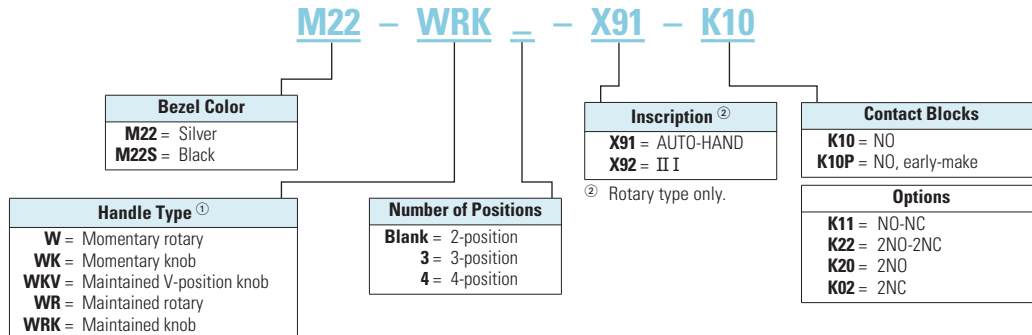 M22 – WRK _ – X91 – K10
Bezel Color
M22 = Silver
M22S = Black
Handle Type ①
W = Momentary rotary
WK = Momentary knob
WKV = Maintained V-position knob
WR = Maintained rotary
WRK = Maintained knob
Number of Positions
Blank = 2-position
3 = 3-position
4 = 4-position
Inscription ②
X91 = AUTO-HAND
X92 = II I
② Rotary type only.
Contact Blocks
K10 = NO
K10P = NO, early-make
Options
K11 = NO-NC
K22 = 2NO-2NC
K20 = 2NO
K02 = 2NC